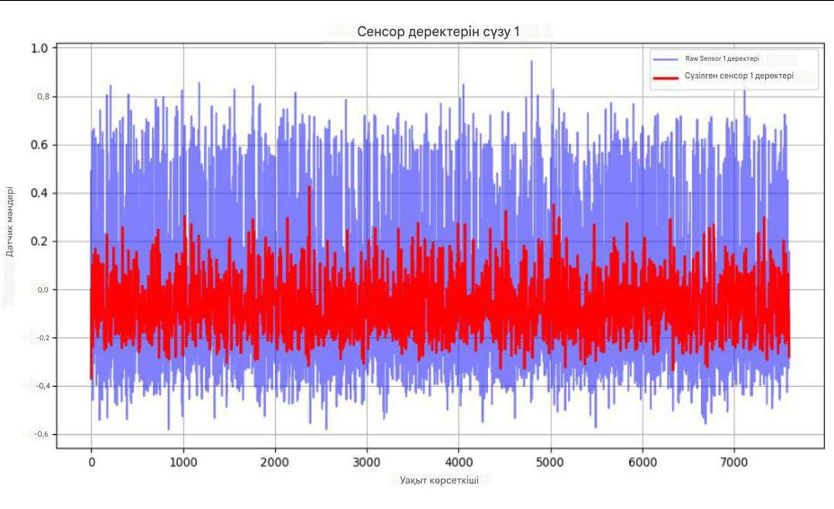 Сенсор деректерін сүзу 1
Raw Sensor 1 деректері
Сүзілген сенсор 1 деректері
1.0
0,8
0.6
0.4
0.2
0,0
-0,2
-0,4
-0,6
Датчик мәндері
0 1000 2000 3000 4000 5000 6000 7000
Уақыт көрсеткіші